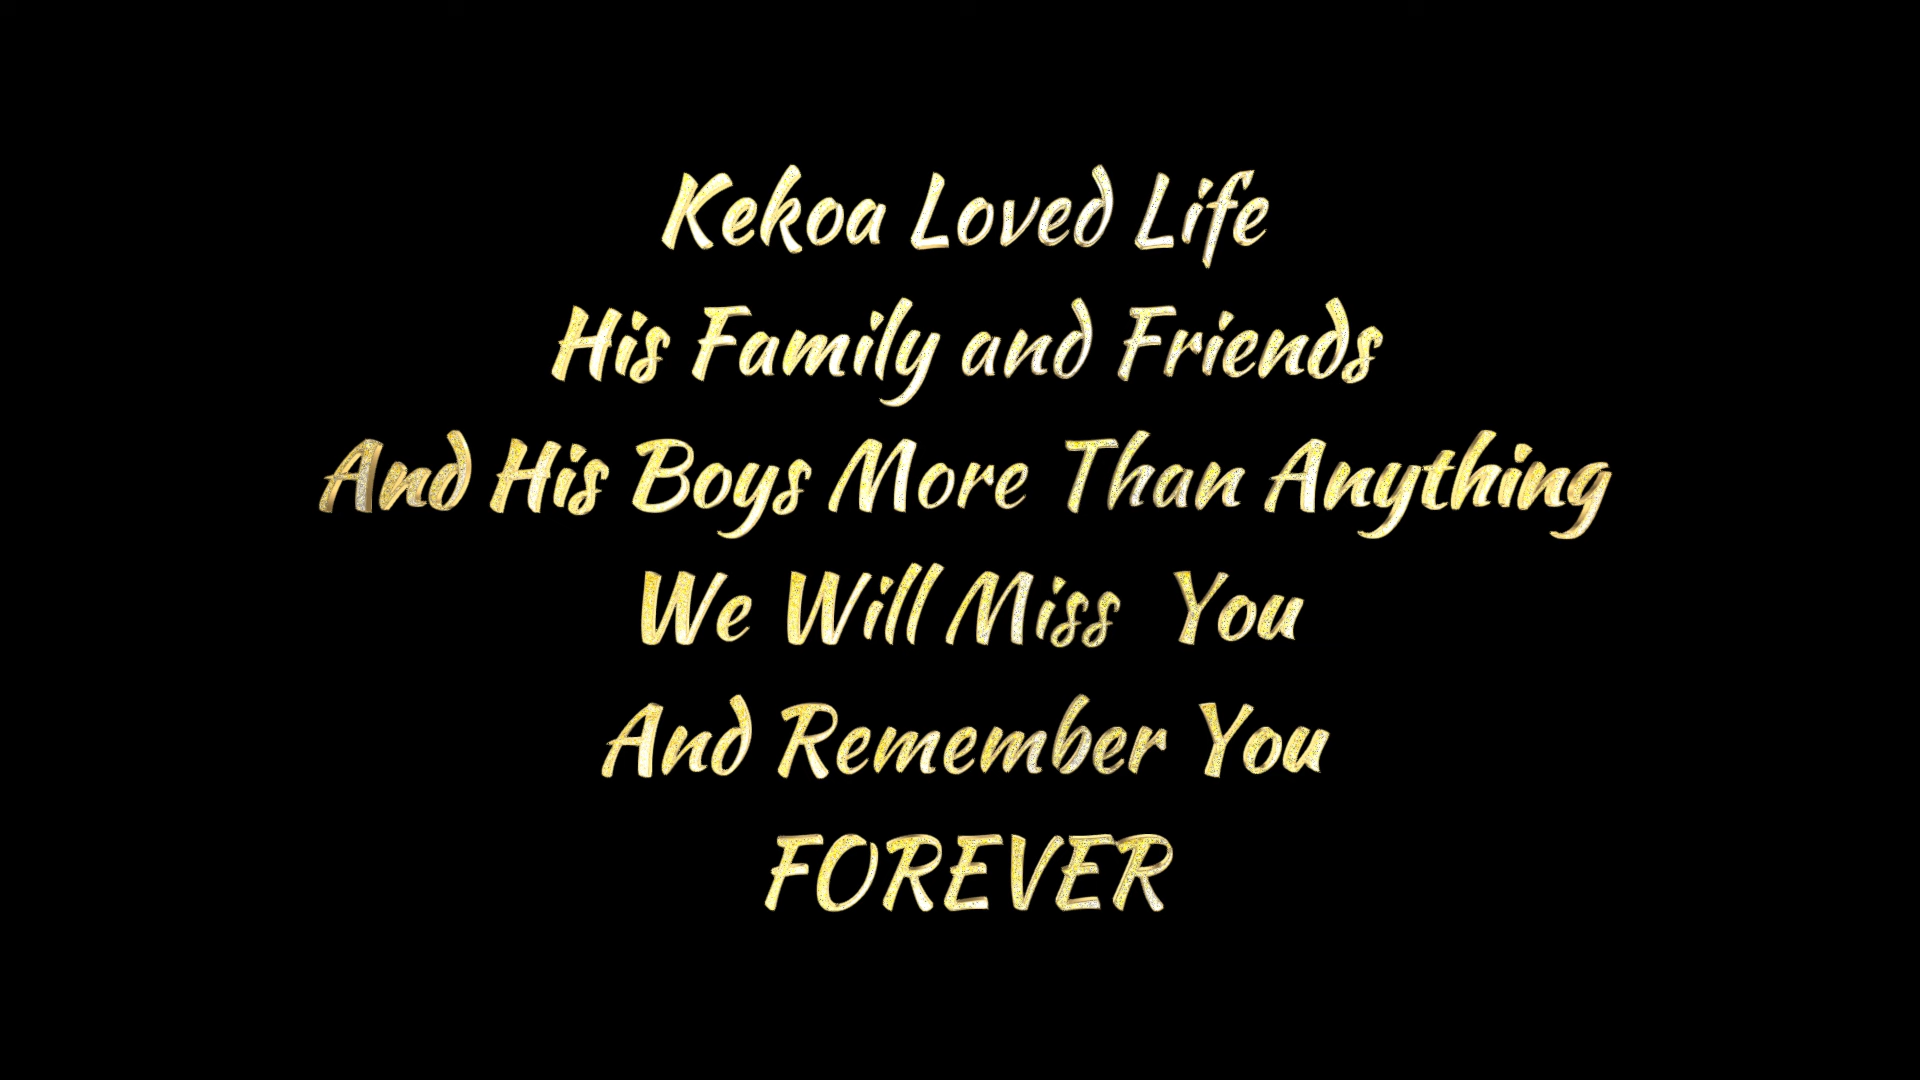 Kekoa Loved Life
His Family and Friends
And His Boys More Than Anything
We Will Miss  You
And Remember You
FOREVER